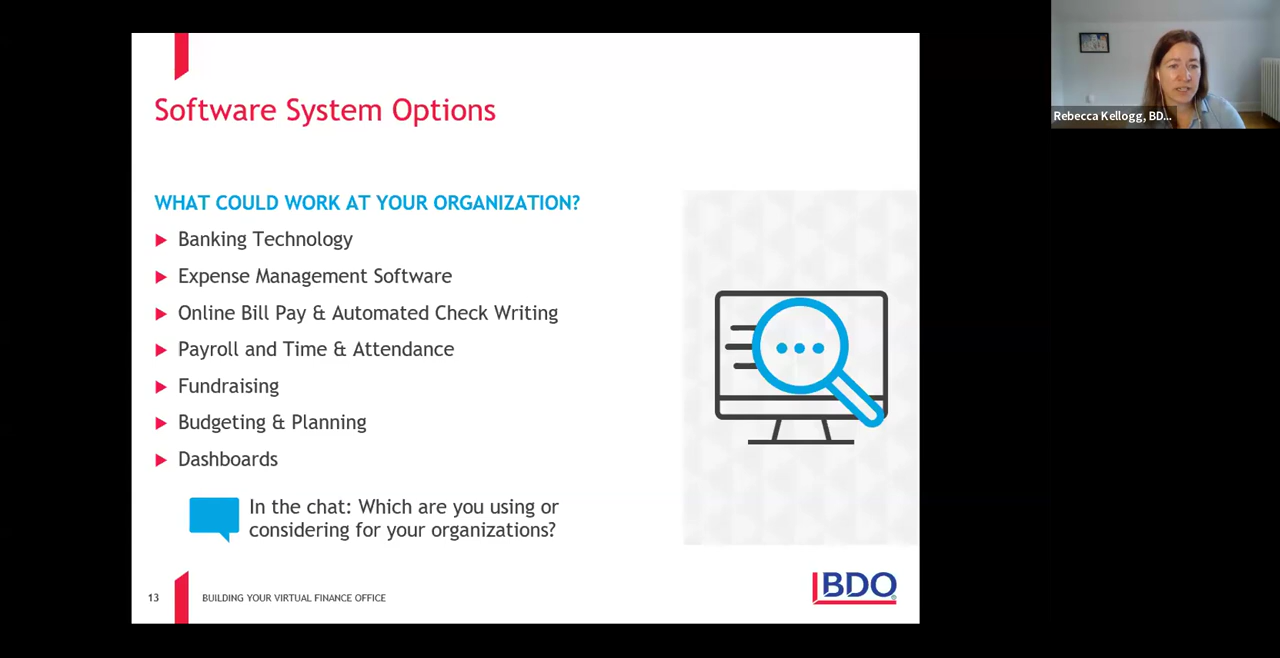 Software System Options
WHAT COULD WORK AT YOUR ORGANIZATION?
Banking Technology
Expense Management Software
Online Bill Pay & Automated Check Writing
Payroll and Time & Attendance
Fundraising
Budgeting & Planning
Dashboards
In the chat: Which are you using or
considering for your organizations?
13
BUILDING YOUR VIRTUAL FINANCE OFFICE
BDO
Rebecca Kellogg, BD...